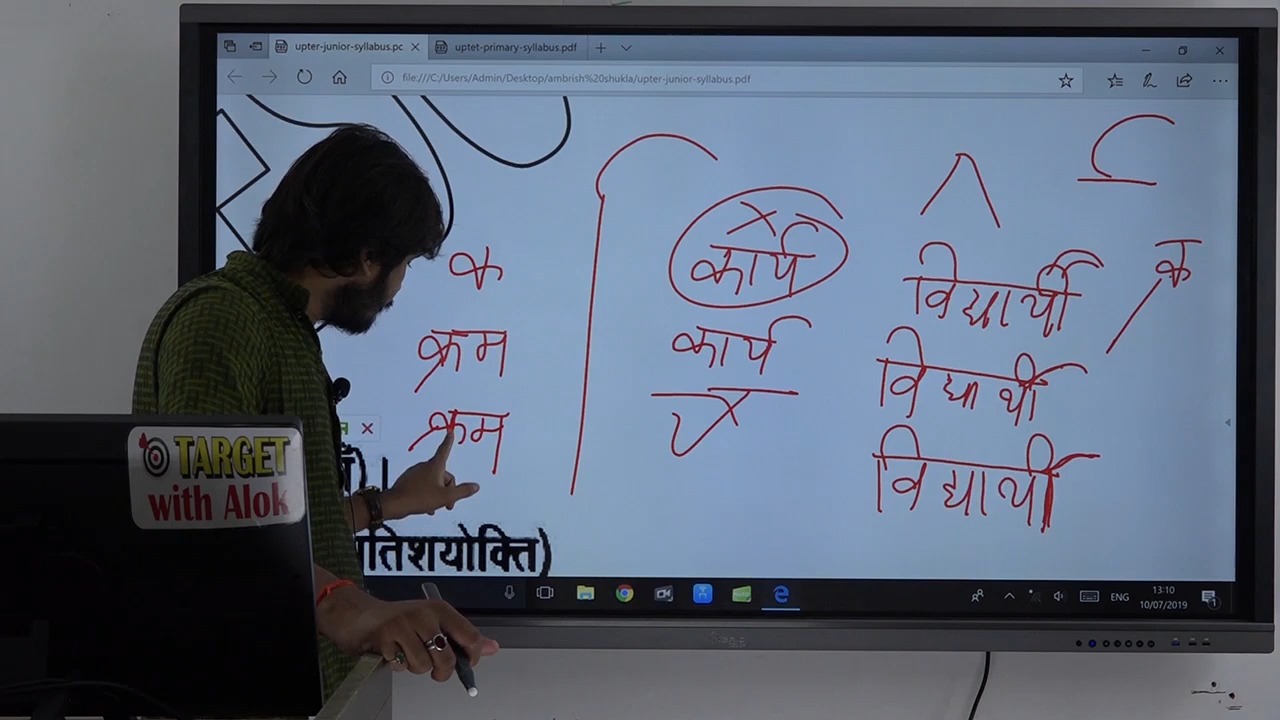 upter-junior-syllabus.pc
uptet-primary-syllabus.pdf
file:///C:/Users/Admin/Desktop/ambrish%20shukla/upter-junior-syllabus.pdf
क
क्रम
क्रम
कार्य
कार्य
विद्यार्थी
विद्यार्थी
विद्यार्थी
क
तिशयोक्ति)
TARGET
with Alok
ENG
13:10
10/07/2019